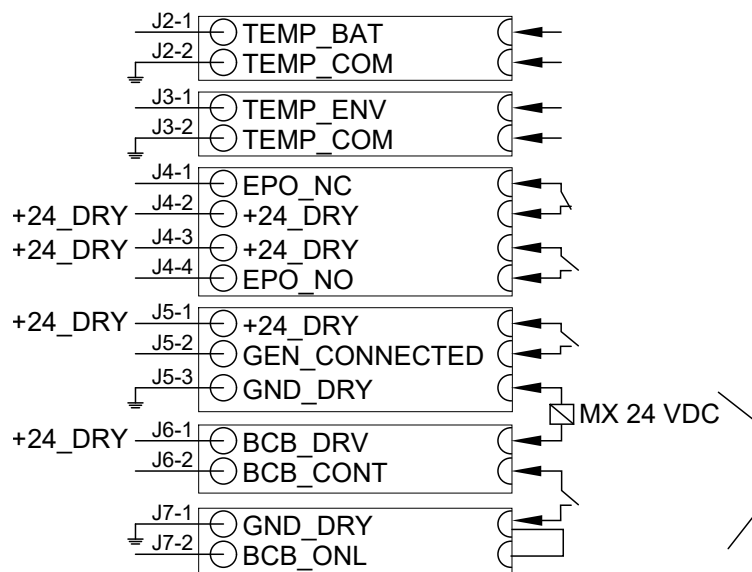 J2-1 TEMP_BAT
J2-2 TEMP_COM
J3-1 TEMP_ENV
J3-2 TEMP_COM
J4-1 EPO_NC
+24_DRY J4-2 +24_DRY
+24_DRY J4-3 +24_DRY
J4-4 EPO_NO
+24_DRY J5-1 +24_DRY
J5-2 GEN_CONNECTED
J5-3 GND_DRY
MX 24 VDC
+24_DRY J6-1 BCB_DRV
J6-2 BCB_CONT
J7-1 GND_DRY
J7-2 BCB_ONL